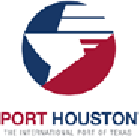 PORT HOUSTON
THE INTERNATIONAL PORT OF TEXAS